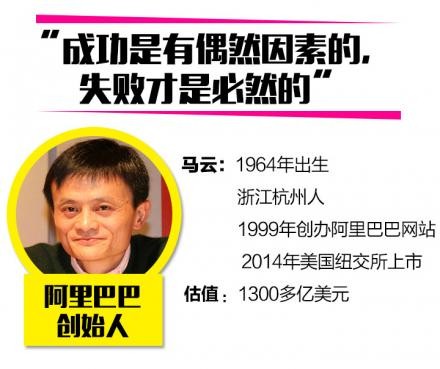 “成功是有偶然因素的，
失败才是必然的”
马云：1964年出生
浙江杭州人
1999年创办阿里巴巴网站
2014年美国纽交所上市
估值：1300多亿美元
阿里巴巴
创始人